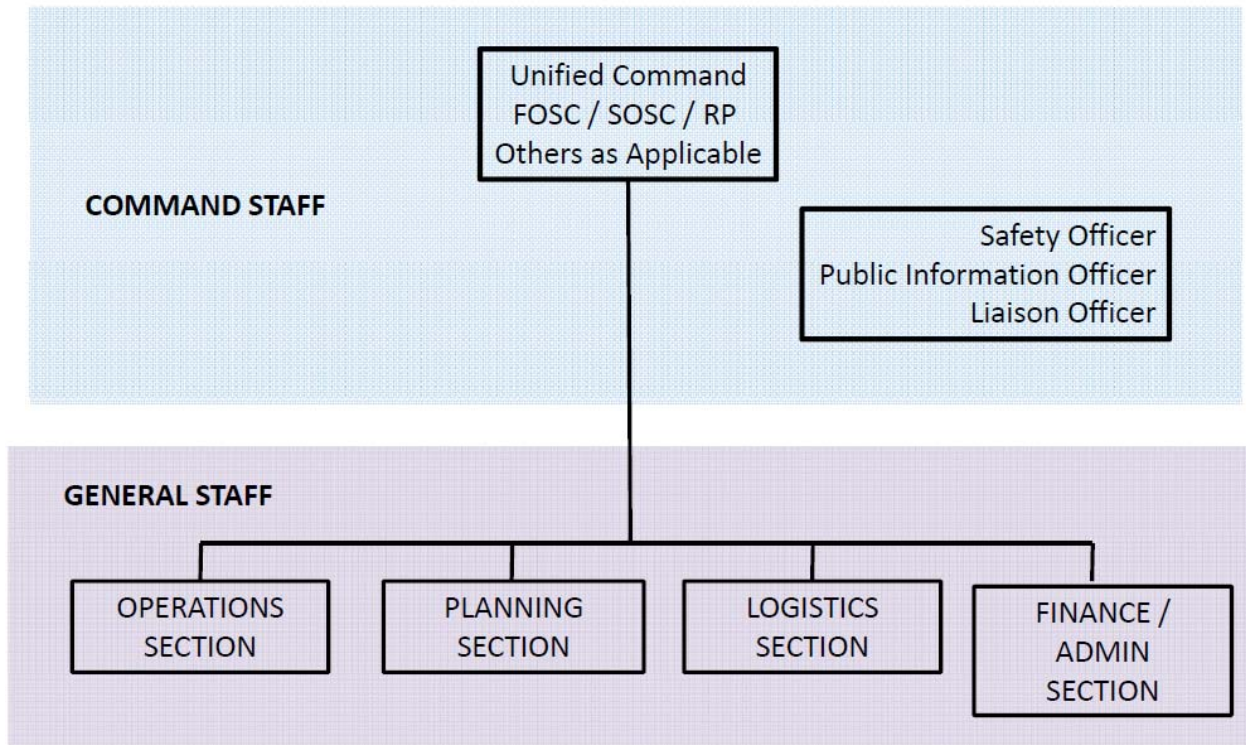 Unified Command
FOSC / SOSC / RP
Others as Applicable
COMMAND STAFF
Safety Officer
Public Information Officer
Liaison Officer
GENERAL STAFF
OPERATIONS
SECTION
PLANNING
SECTION
LOGISTICS
SECTION
FINANCE /
ADMIN
SECTION